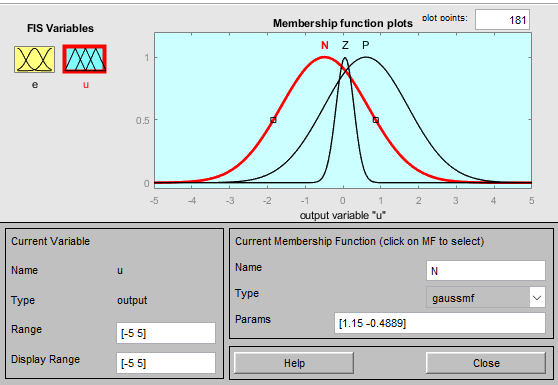 FIS Variables
e
u
Membership function plots
plot points:
181
N
Z
P
1
0.5
0
-5 -4 -3 -2 -1 0 1 2 3 4 5
output variable "u"
Current Variable
Name u
Type output
Range [-5 5]
Display Range [-5 5]
Current Membership Function (click on MF to select)
Name N
Type gaussmf
Params [1.15 -0.4889]
Help
Close